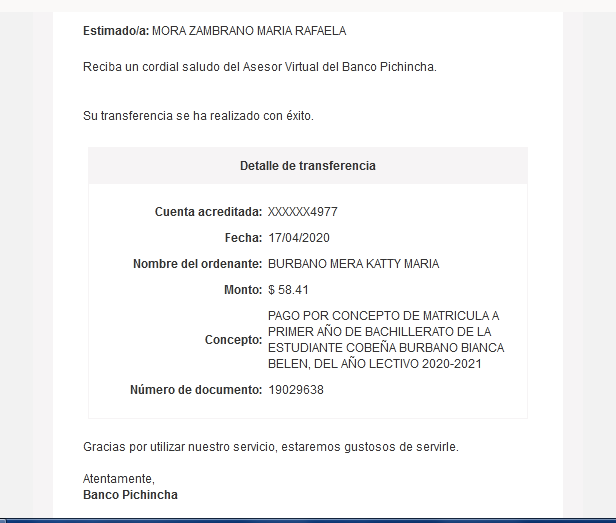 Estimado/a: MORA ZAMBRANO MARIA RAFAELA
Reciba un cordial saludo del Asesor Virtual del Banco Pichincha.
Su transferencia se ha realizado con éxito.
Detalle de transferencia
Cuenta acreditada: XXXXXX4977
Fecha: 17/04/2020
Nombre del ordenante: BURBANO MERA KATTY MARIA
Monto: $ 58.41
Concepto: PAGO POR CONCEPTO DE MATRICULA A
PRIMER AÑO DE BACHILLERATO DE LA
ESTUDIANTE COBEÑA BURBANO BIANCA
BELEN, DEL AÑO LECTIVO 2020-2021
Número de documento: 19029638
Gracias por utilizar nuestro servicio, estaremos gustosos de servirle.
Atentamente,
Banco Pichincha